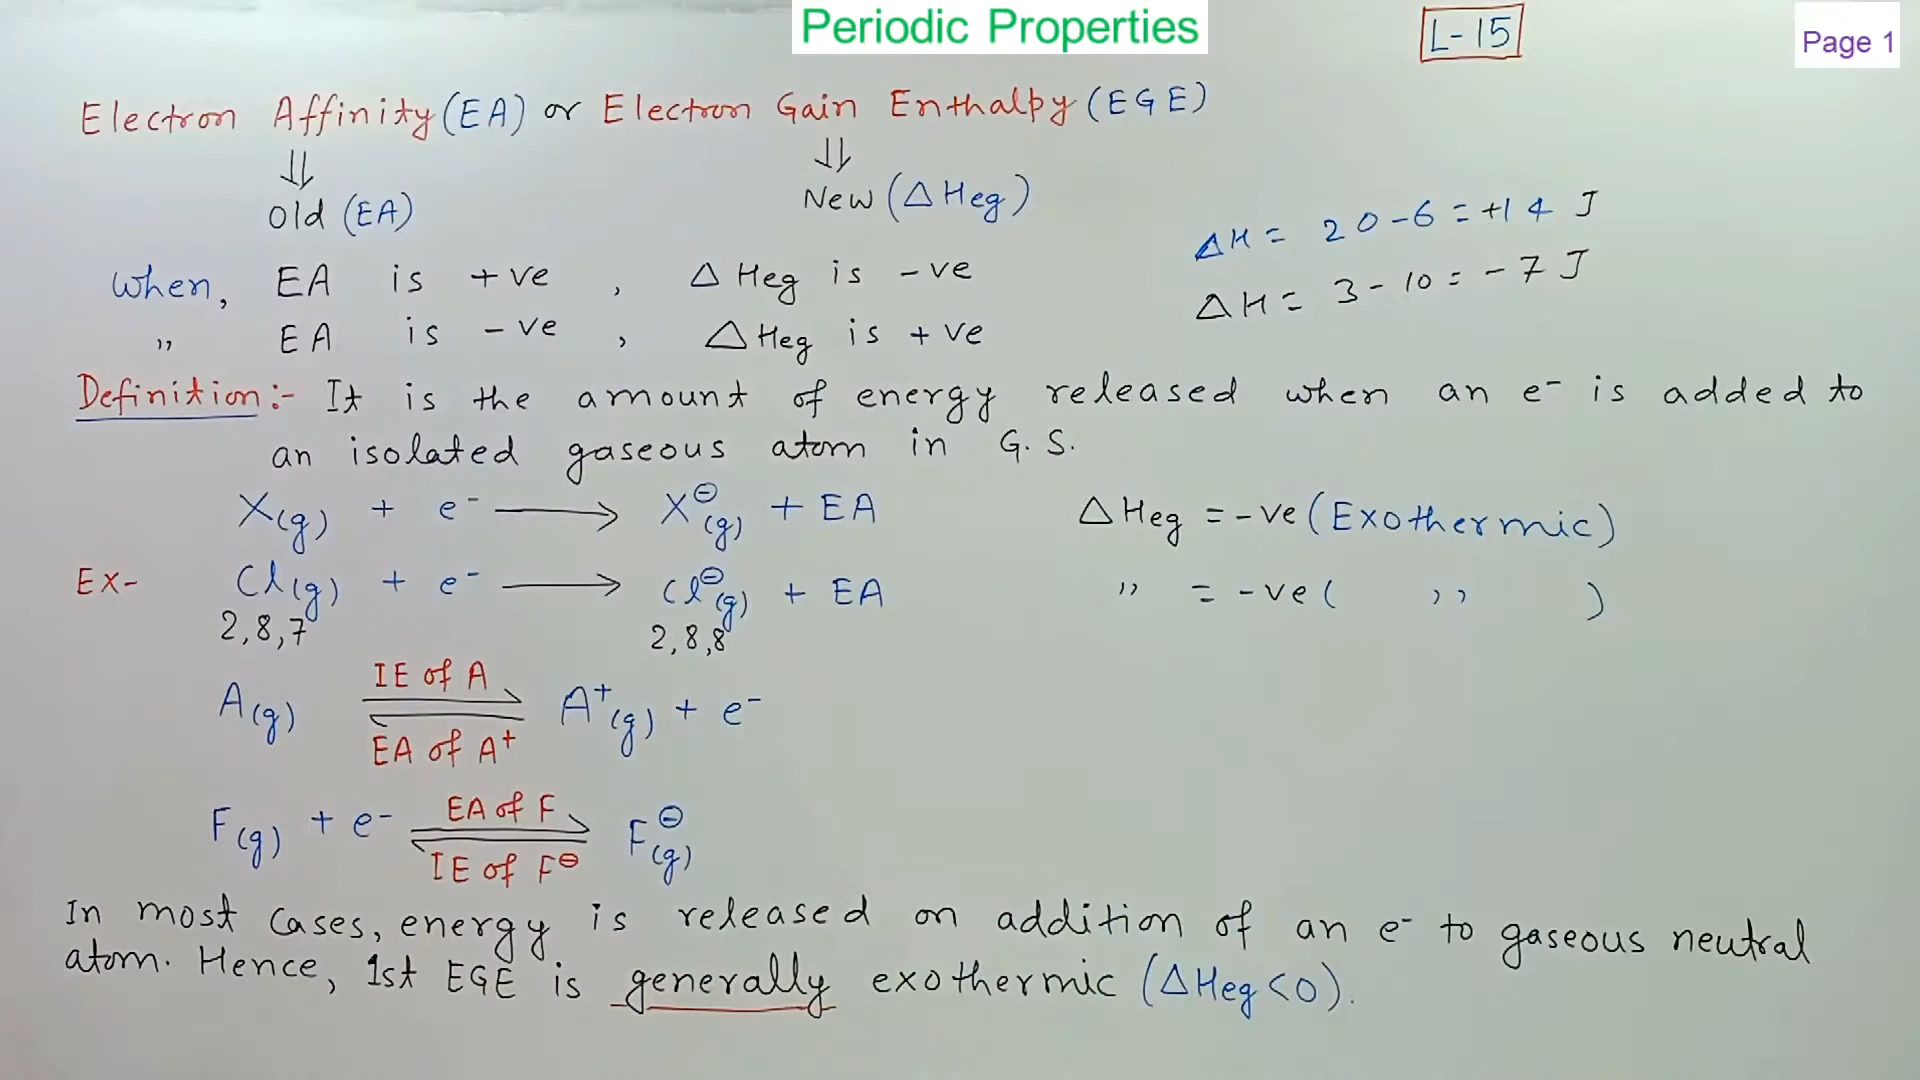 Periodic Properties
L-15
Page 1
Electron Affinity (EA) or Electron Gain Enthalpy (EGE)
⇓ ⇓
Old (EA) New (ΔHeg)
ΔH = 20-6 = +14 J
When, EA is +ve , ΔHeg is -ve
ΔH = 3-10 = -7 J
,, EA is -ve , ΔHeg is +ve
Definition:- It is the amount of energy released when an e⁻ is added to
an isolated gaseous atom in G.S.
X(g) + e⁻ ⟶ X⊖(g) + EA ΔHeg = -ve (Exothermic)
Ex- Cl(g) + e⁻ ⟶ Cl⊖(g) + EA ,, = -ve ( ,, )
2,8,7 2,8,8
IE of A
A(g) ⇌ A⁺(g) + e⁻
EA of A⁺
EA of F
F(g) + e⁻ ⇌ F⊖(g)
IE of F⊖
In most cases, energy is released on addition of an e⁻ to gaseous neutral
atom. Hence, 1st EGE is generally exothermic (ΔHeg<0).